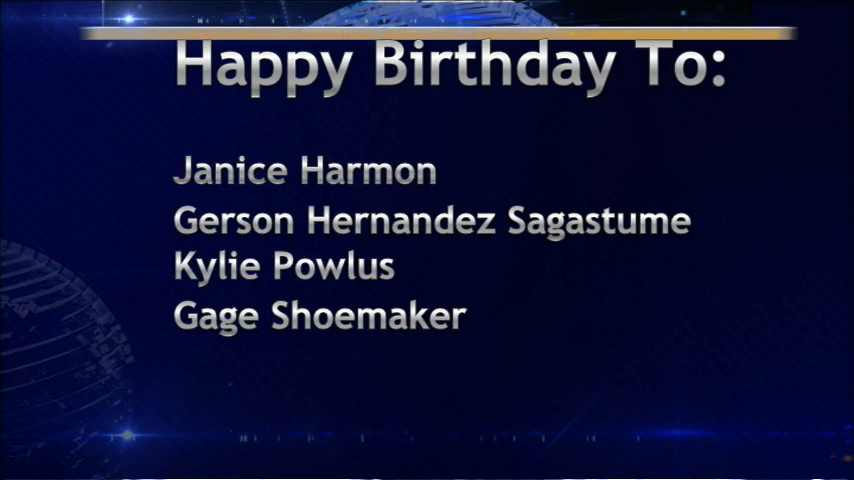 Happy Birthday To:
Janice Harmon
Gerson Hernandez Sagastume
Kylie Powlus
Gage Shoemaker